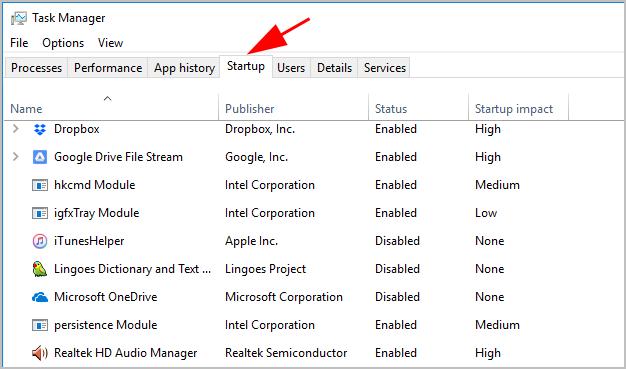 Task Manager
File Options View
Processes Performance App history Startup Users Details Services
Name Publisher Status Startup impact
Dropbox Dropbox, Inc. Enabled High
Google Drive File Stream Google, Inc. Enabled High
hkcmd Module Intel Corporation Enabled Medium
igfxTray Module Intel Corporation Enabled Low
iTunesHelper Apple Inc. Disabled None
Lingoes Dictionary and Text ... Lingoes Project Disabled None
Microsoft OneDrive Microsoft Corporation Disabled None
persistence Module Intel Corporation Enabled Medium
Realtek HD Audio Manager Realtek Semiconductor Enabled High